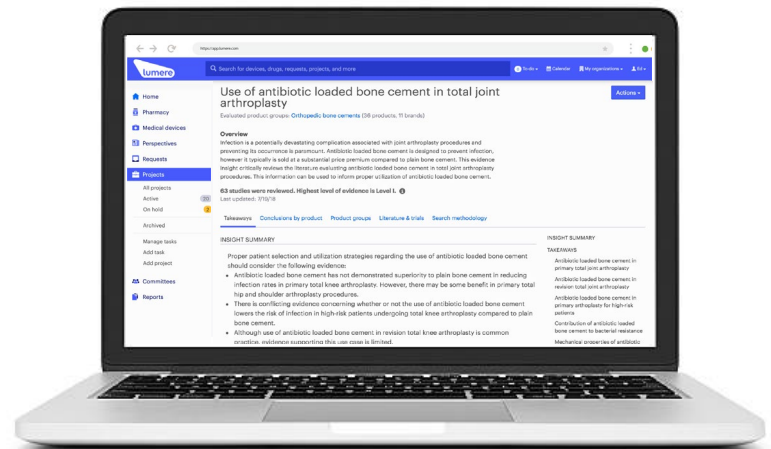 https://app.lumere.com
lumere
Search for devices, drugs, requests, projects, and more
To do
Calendar
My organizations
Ed
Home
Pharmacy
Medical devices
Perspectives
Requests
Projects
All projects
Active 20
On hold
Archived
Manage tasks
Add task
Add project
Committees
Reports
Use of antibiotic loaded bone cement in total joint
arthroplasty
Actions
Evaluated product groups: Orthopedic bone cements (36 products, 11 brands)
Overview
Infection is a potentially devastating complication associated with joint arthroplasty procedures and
preventing its occurrence is paramount. Antibiotic loaded bone cement is designed to prevent infection,
however it typically is sold at a substantial price premium compared to plain bone cement. This evidence
insight critically reviews the literature evaluating antibiotic loaded bone cement in total joint arthroplasty
procedures. This information can be used to inform proper utilization of antibiotic loaded bone cement.
63 studies were reviewed. Highest level of evidence is Level I.
Last updated: 7/19/18
Takeaways Conclusions by product Product groups Literature & trials Search methodology
INSIGHT SUMMARY
Proper patient selection and utilization strategies regarding the use of antibiotic loaded bone cement
should consider the following evidence:
• Antibiotic loaded bone cement has not demonstrated superiority to plain bone cement in reducing
infection rates in primary total knee arthroplasty. However, there may be some benefit in primary total
hip and shoulder arthroplasty procedures.
• There is conflicting evidence concerning whether or not the use of antibiotic loaded bone cement
lowers the risk of infection in high-risk patients undergoing total knee arthroplasty compared to plain
bone cement.
• Although use of antibiotic loaded bone cement in revision total knee arthroplasty is common
practice, evidence supporting this use case is limited.
INSIGHT SUMMARY
TAKEAWAYS
Antibiotic loaded bone cement in
primary total joint arthroplasty
Antibiotic loaded bone cement in
revision total joint arthroplasty
Antibiotic loaded bone cement in
primary arthroplasty for high risk
patients
Contribution of antibiotic loaded
bone cement to bacterial resistance
Mechanical properties of antibiotic